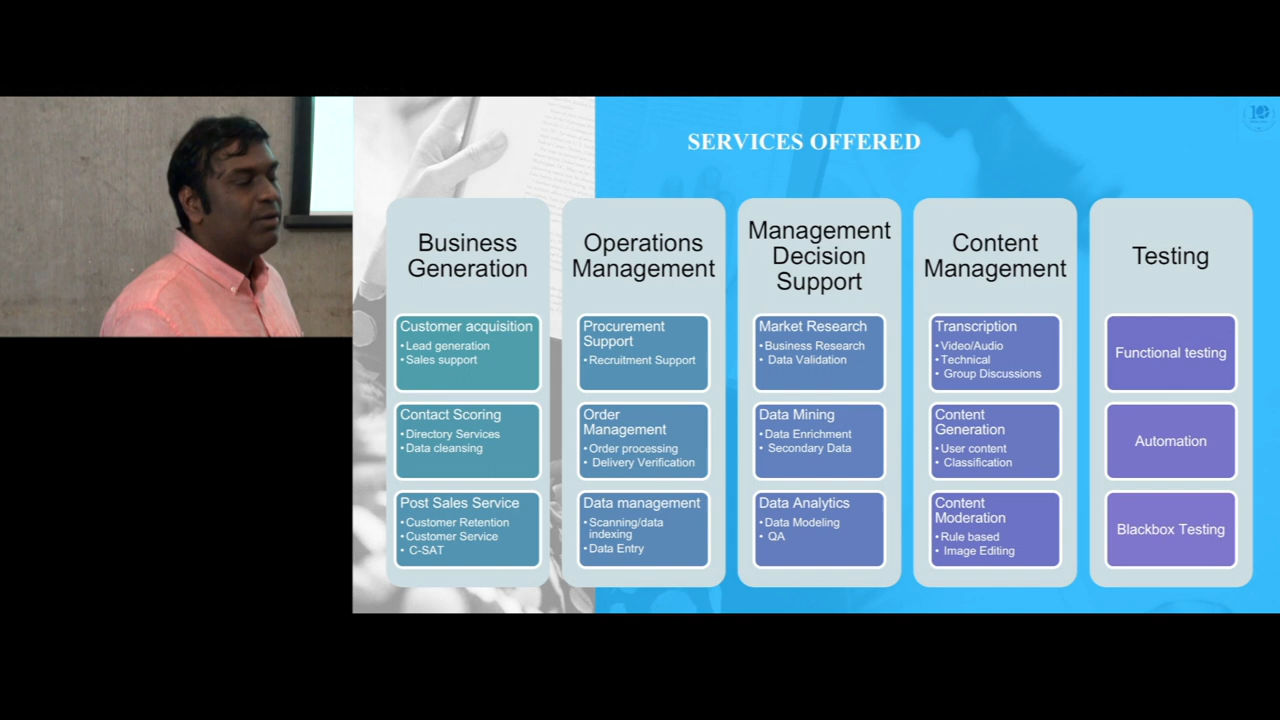 SERVICES OFFERED
Business
Generation
Customer acquisition
•Lead generation
•Sales support
Contact Scoring
•Directory Services
•Data cleansing
Post Sales Service
•Customer Retention
•Customer Service
• C-SAT
Operations
Management
Procurement
Support
•Recruitment Support
Order
Management
•Order processing
• Delivery Verification
Data management
•Scanning/data
indexing
•Data Entry
Management
Decision
Support
Market Research
•Business Research
• Data Validation
Data Mining
•Data Enrichment
• Secondary Data
Data Analytics
•Data Modeling
• QA
Content
Management
Transcription
•Video/Audio
•Technical
• Group Discussions
Content
Generation
•User content
• Classification
Content
Moderation
•Rule based
• Image Editing
Testing
Functional testing
Automation
Blackbox Testing